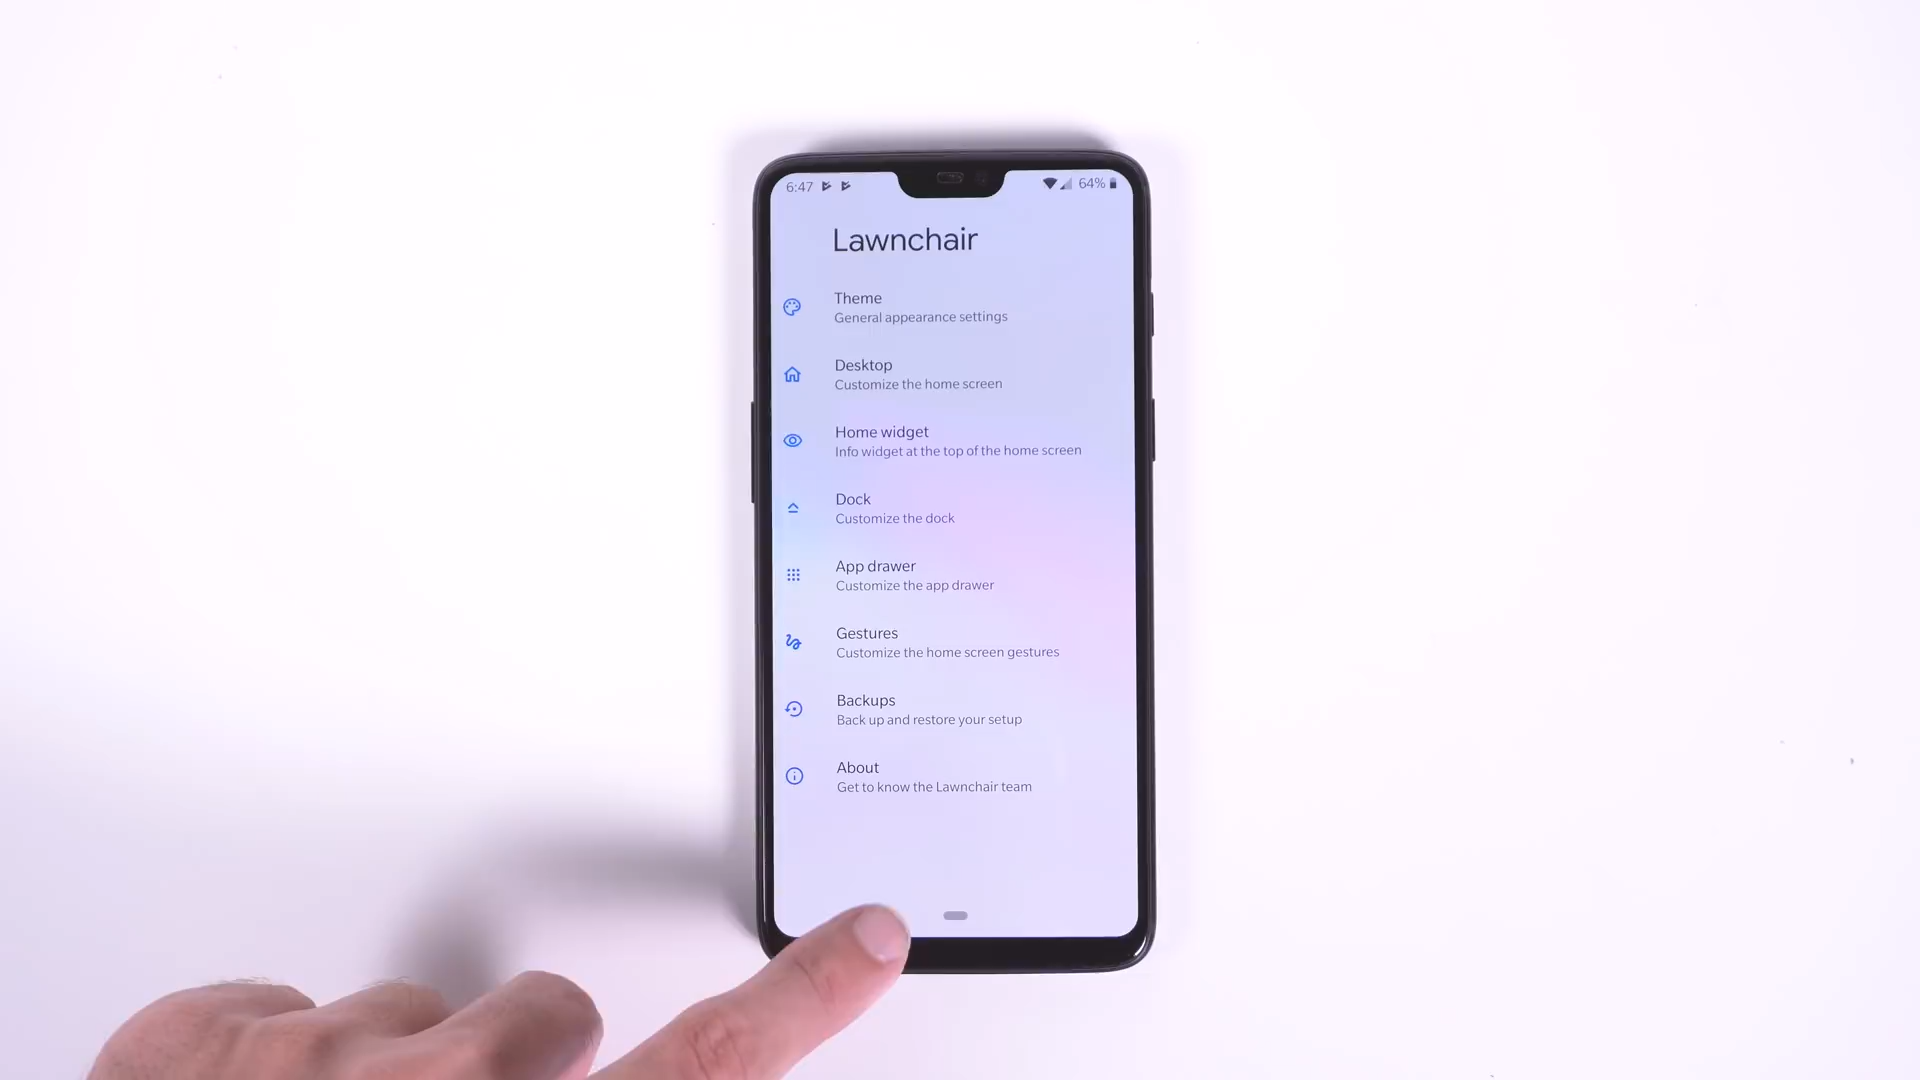 6:47
64%
Lawnchair
Theme
General appearance settings
Desktop
Customize the home screen
Home widget
Info widget at the top of the home screen
Dock
Customize the dock
App drawer
Customize the app drawer
Gestures
Customize the home screen gestures
Backups
Back up and restore your setup
About
Get to know the Lawnchair team